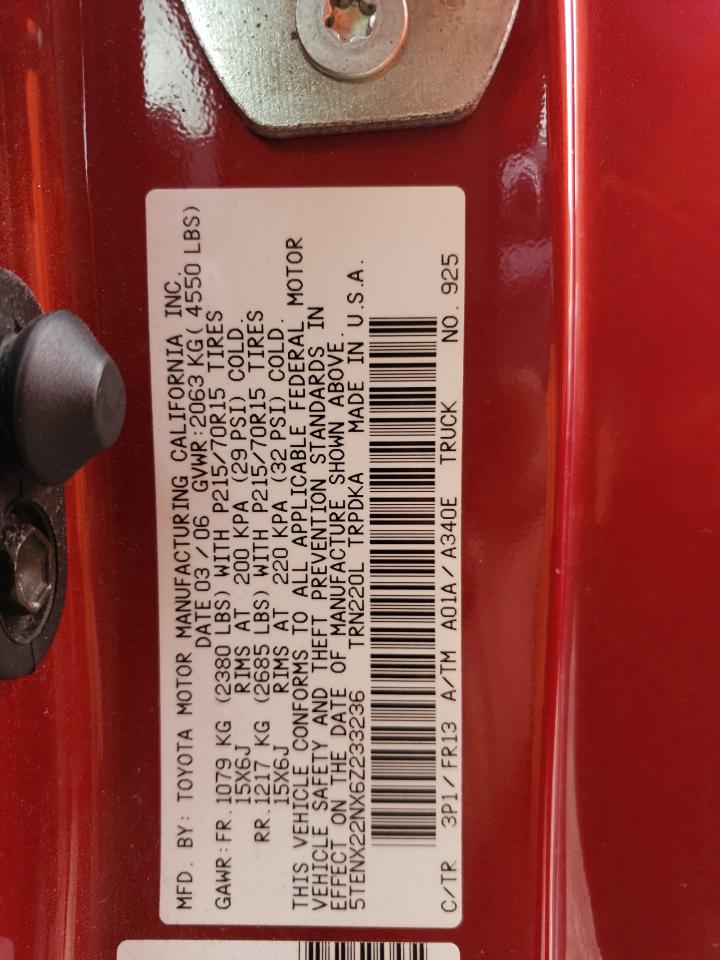 MFD. BY: TOYOTA MOTOR MANUFACTURING CALIFORNIA INC.
DATE 03 / 06 GVWR:2063 KG( 4550 LBS)
GAWR:FR.1079 KG (2380 LBS) WITH P215/70R15 TIRES
15X6J RIMS AT 200 KPA (29 PSI) COLD.
RR.1217 KG (2685 LBS) WITH P215/70R15 TIRES
15X6J RIMS AT 220 KPA (32 PSI) COLD.
THIS VEHICLE CONFORMS TO ALL APPLICABLE FEDERAL MOTOR
VEHICLE SAFETY AND THEFT PREVENTION STANDARDS IN
EFFECT ON THE DATE OF MANUFACTURE SHOWN ABOVE.
5TENX22NX6Z233236 TRN220L TRPDKA MADE IN U.S.A.
C/TR 3P1/ FR13 A/TM A01A/ A340E TRUCK NO. 925